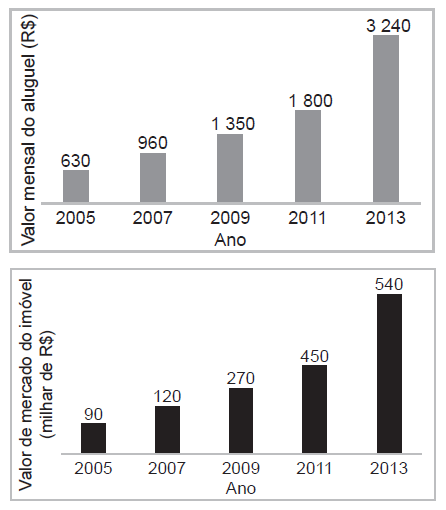 Valor mensal do aluguel (R$)
630
960
1 350
1 800
3 240
2005 2007 2009 2011 2013
Ano
Valor de mercado do imóvel
(milhar de R$)
90
120
270
450
540
2005 2007 2009 2011 2013
Ano